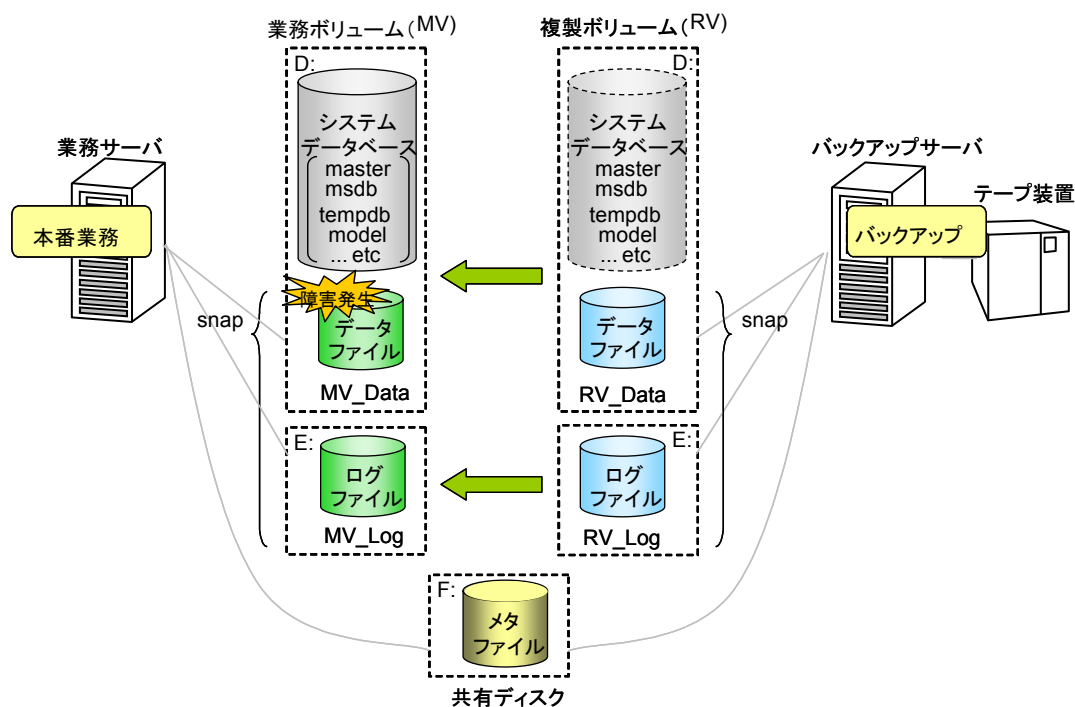 業務ボリューム(MV)
複製ボリューム(RV)
D:
D:
システム
データベース
master
msdb
tempdb
model
... etc
システム
データベース
master
msdb
tempdb
model
... etc
業務サーバ
本番業務
バックアップサーバ
バックアップ
テープ装置
障害発生
snap
データ
ファイル
MV_Data
データ
ファイル
RV_Data
snap
E:
ログ
ファイル
MV_Log
E:
ログ
ファイル
RV_Log
F:
メタ
ファイル
共有ディスク